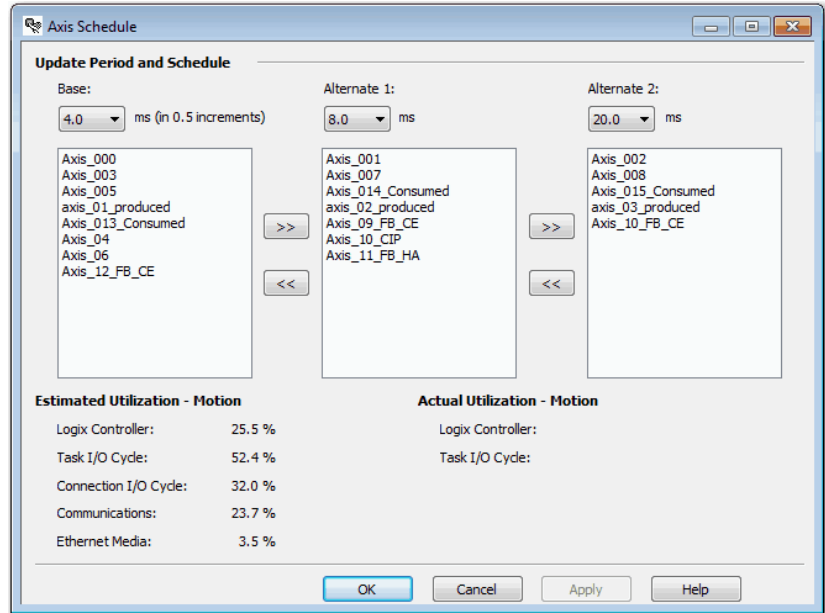 Axis Schedule
Update Period and Schedule
Base:
Alternate 1:
Alternate 2:
4.0 ms (in 0.5 increments)
8.0 ms
20.0 ms
Axis_000
Axis_003
Axis_005
axis_01_produced
Axis_013_Consumed
Axis_04
Axis_06
Axis_12_FB_CE
>>
<<
Axis_001
Axis_007
Axis_014_Consumed
axis_02_produced
Axis_09_FB_CE
Axis_10_CIP
Axis_11_FB_HA
>>
<<
Axis_002
Axis_008
Axis_015_Consumed
axis_03_produced
Axis_10_FB_CE
Estimated Utilization - Motion
Logix Controller: 25.5 %
Task I/O Cycle: 52.4 %
Connection I/O Cycle: 32.0 %
Communications: 23.7 %
Ethernet Media: 3.5 %
Actual Utilization - Motion
Logix Controller:
Task I/O Cycle:
OK
Cancel
Apply
Help